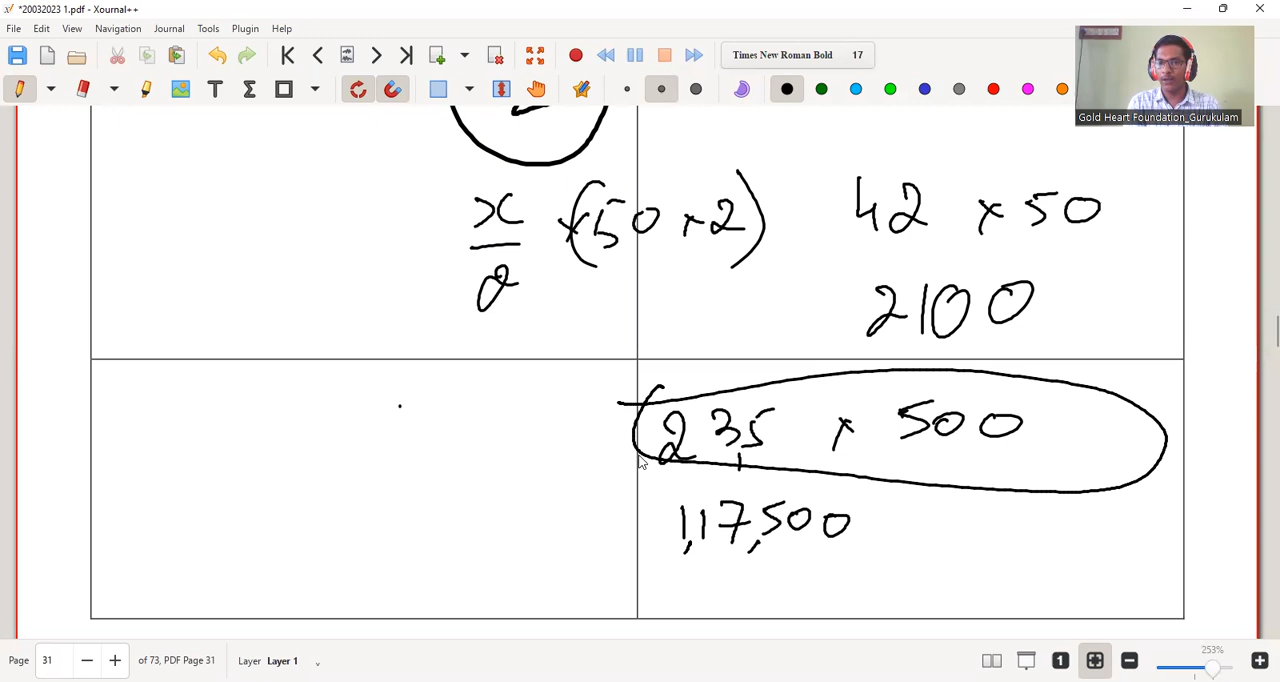 *20032023 1.pdf - Xournal++
File Edit View Navigation Journal Tools Plugin Help
Times New Roman Bold 17
Gold Heart Foundation_Gurukulam
x/2 × (50 × 2)
42 × 50
2100
235 × 500
1,17,500
Page 31 of 73, PDF Page 31 Layer Layer 1
253%